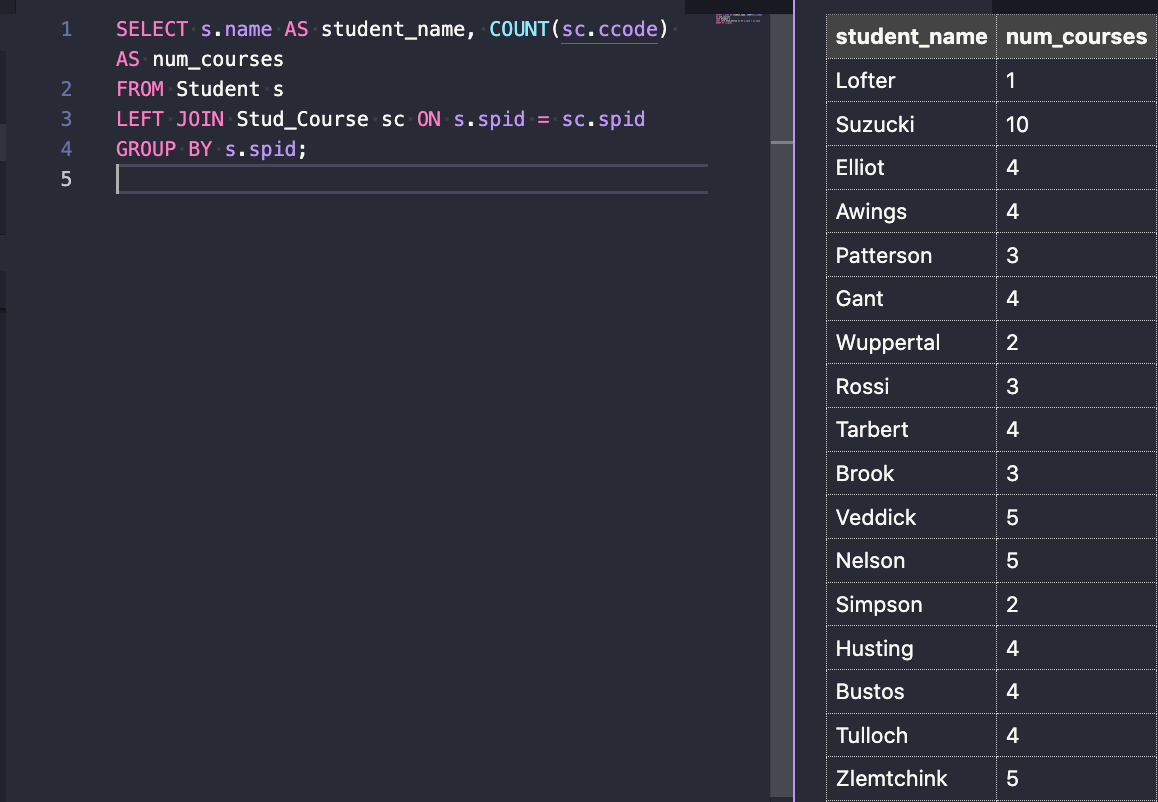 1 SELECT s.name AS student_name, COUNT(sc.ccode)
AS num_courses
2 FROM Student s
3 LEFT JOIN Stud_Course sc ON s.spid = sc.spid
4 GROUP BY s.spid;
5
student_name num_courses
Lofter 1
Suzucki 10
Elliot 4
Awings 4
Patterson 3
Gant 4
Wuppertal 2
Rossi 3
Tarbert 4
Brook 3
Veddick 5
Nelson 5
Simpson 2
Husting 4
Bustos 4
Tulloch 4
Zlemtchink 5